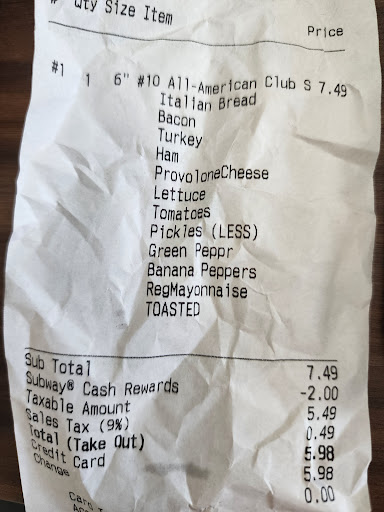 # Qty Size Item
Price
#1 1 6" #10 All-American Club S 7.49
Italian Bread
Bacon
Turkey
Ham
ProvoloneCheese
Lettuce
Tomatoes
Pickles (LESS)
Green Peppr
Banana Peppers
RegMayonnaise
TOASTED
Sub Total 7.49
Subway® Cash Rewards -2.00
Taxable Amount 5.49
Sales Tax (9%) 0.49
Total (Take Out) 5.98
Credit Card 5.98
Change 0.00